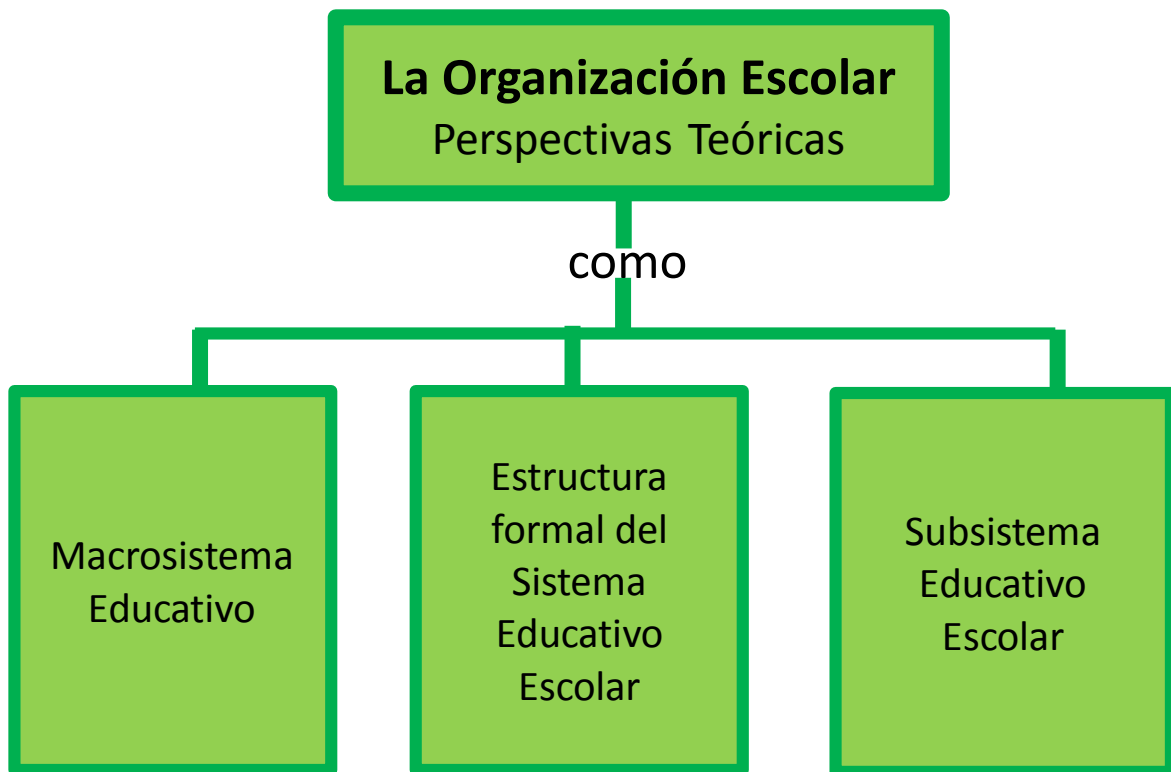 La Organización Escolar
Perspectivas Teóricas
como
Macrosistema
Educativo
Estructura
formal del
Sistema
Educativo
Escolar
Subsistema
Educativo
Escolar